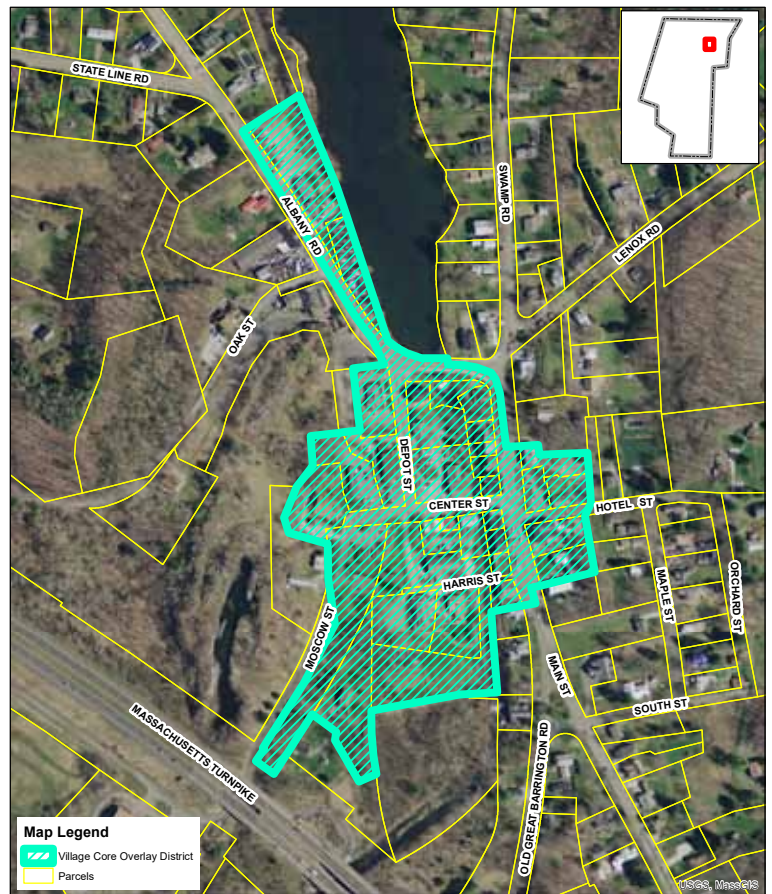 STATE LINE RD
ALBANY RD
SWAMP RD
LENOX RD
OAK ST
DEPOT ST
CENTER ST
HOTEL ST
HARRIS ST
MAPLE ST
ORCHARD ST
MOSCOW ST
MAIN ST
SOUTH ST
MASSACHUSETTS TURNPIKE
OLD GREAT BARRINGTON RD
Map Legend
Village Core Overlay District
Parcels
USGS, MassGIS